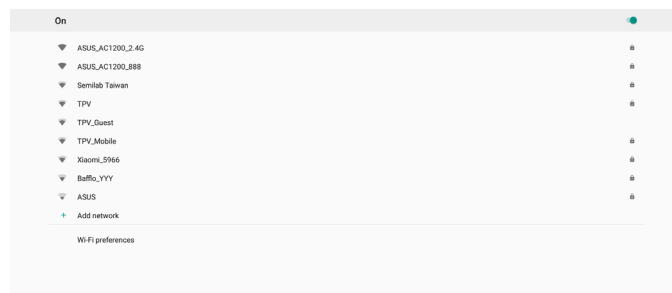 On
ASUS_AC1200_2.4G
ASUS_AC1200_888
Semilab Taiwan
TPV
TPV_Guest
TPV_Mobile
Xiaomi_5966
Bafflo_YYY
ASUS
+ Add network
Wi-Fi preferences